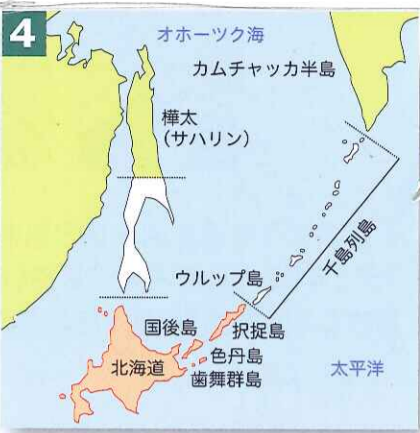 4
オホーツク海
カムチャッカ半島
樺太
(サハリン)
千島列島
ウルップ島
国後島
択捉島
北海道
色丹島
歯舞群島
太平洋